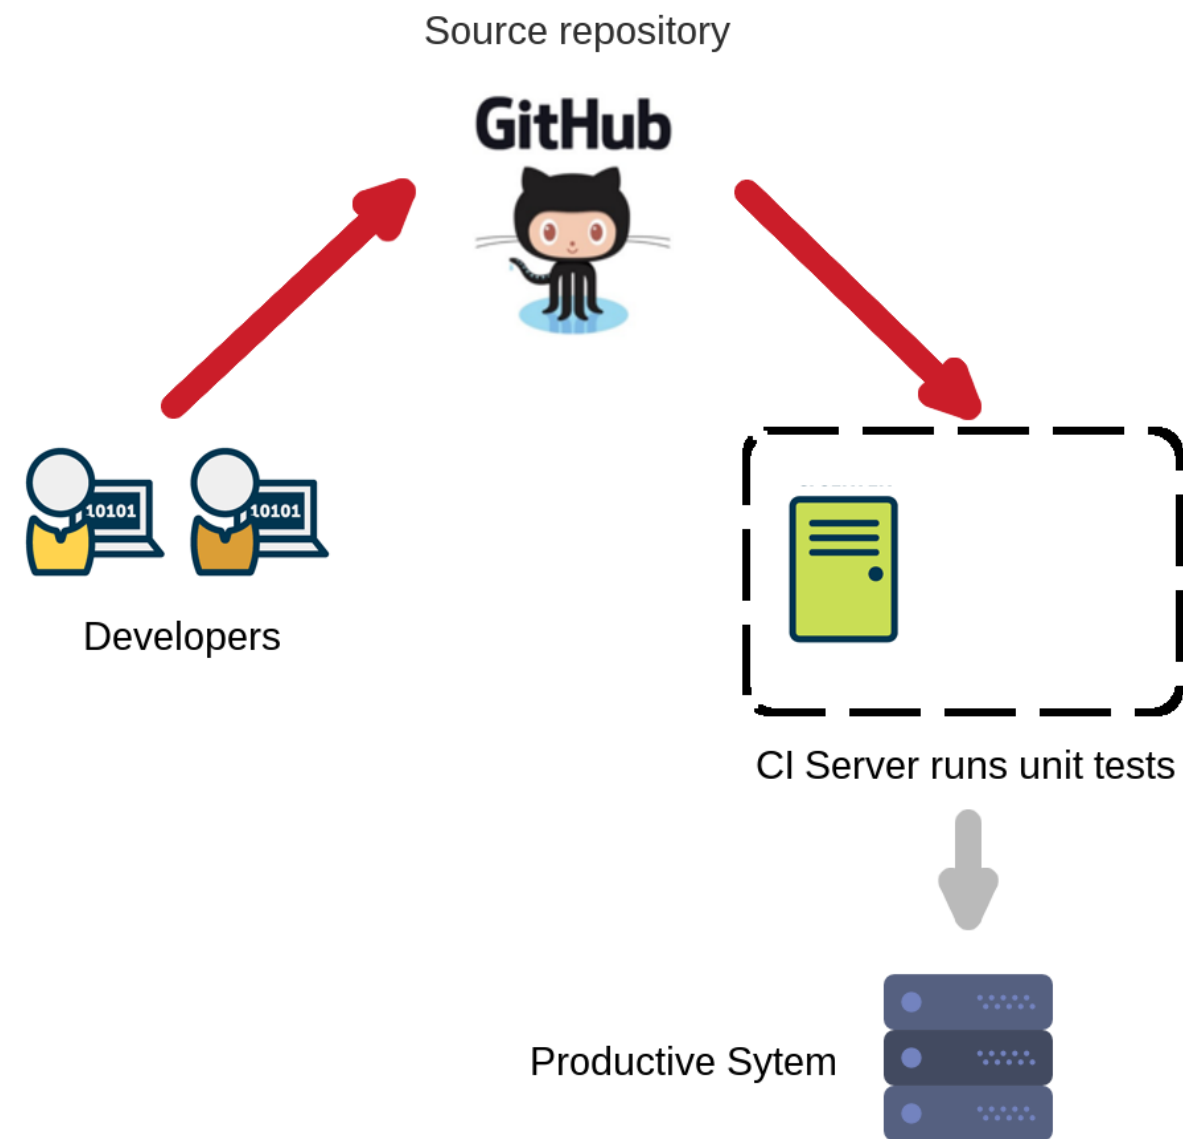 Source repository
GitHub
10101
10101
Developers
CI Server runs unit tests
Productive Sytem